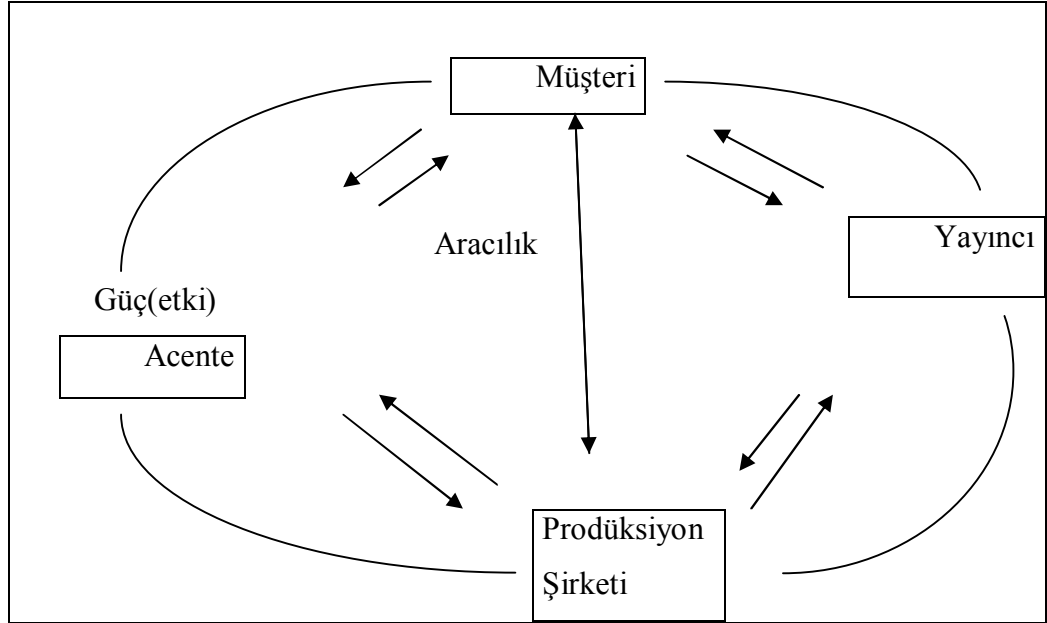 Müşteri
Yayıncı
Aracılık
Güç(etki)
Acente
Prodüksiyon
Şirketi